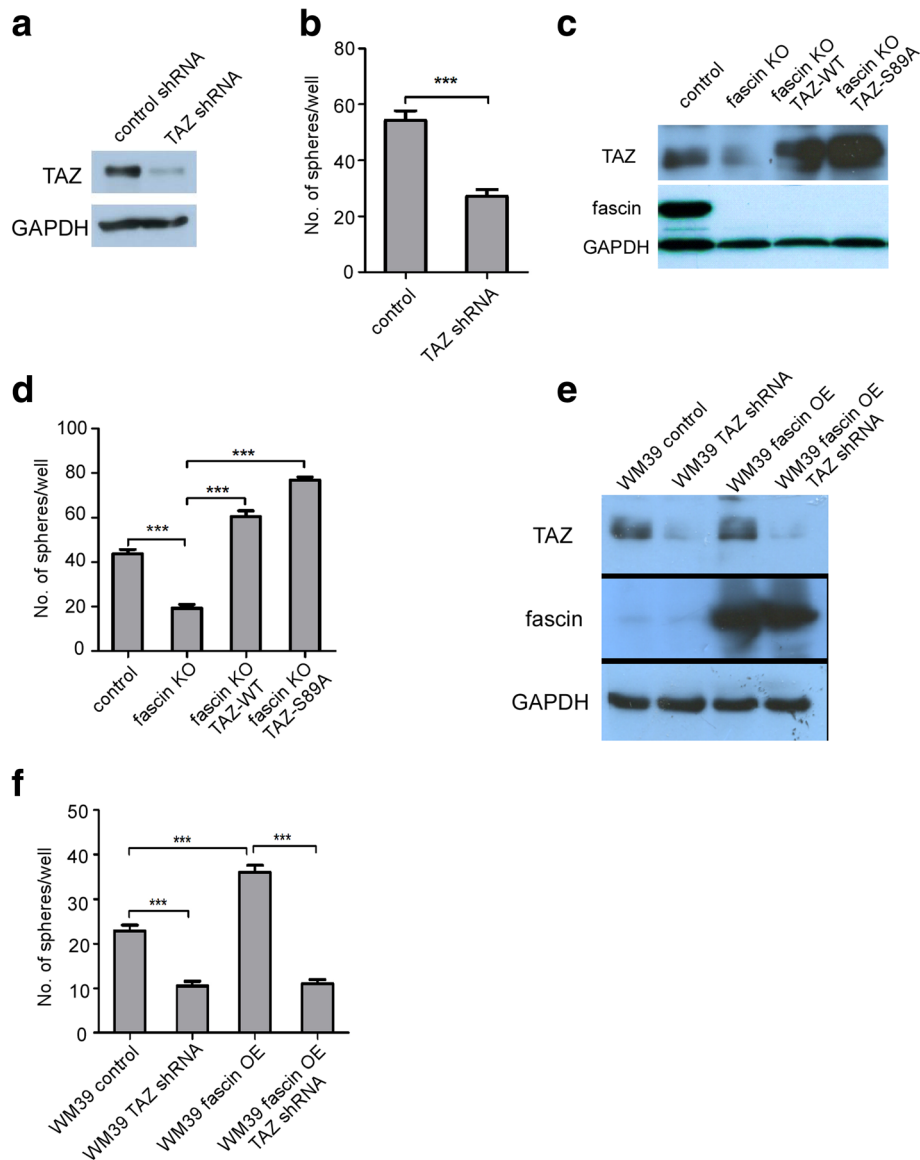 a
control shRNA
TAZ shRNA
TAZ
GAPDH
b
No. of spheres/well
80
60
40
20
0
***
control
TAZ shRNA
c
control
fascin KO
fascin KO
TAZ-WT
fascin KO
TAZ-S89A
TAZ
fascin
GAPDH
d
No. of spheres/well
100
80
60
40
20
0
***
***
***
control
fascin KO
fascin KO
TAZ-WT
fascin KO
TAZ-S89A
e
WM39 control
WM39 TAZ shRNA
WM39 fascin OE
WM39 fascin OE
TAZ shRNA
TAZ
fascin
GAPDH
f
No. of spheres/well
50
40
30
20
10
0
***
***
***
WM39 control
WM39 TAZ shRNA
WM39 fascin OE
WM39 fascin OE
TAZ shRNA